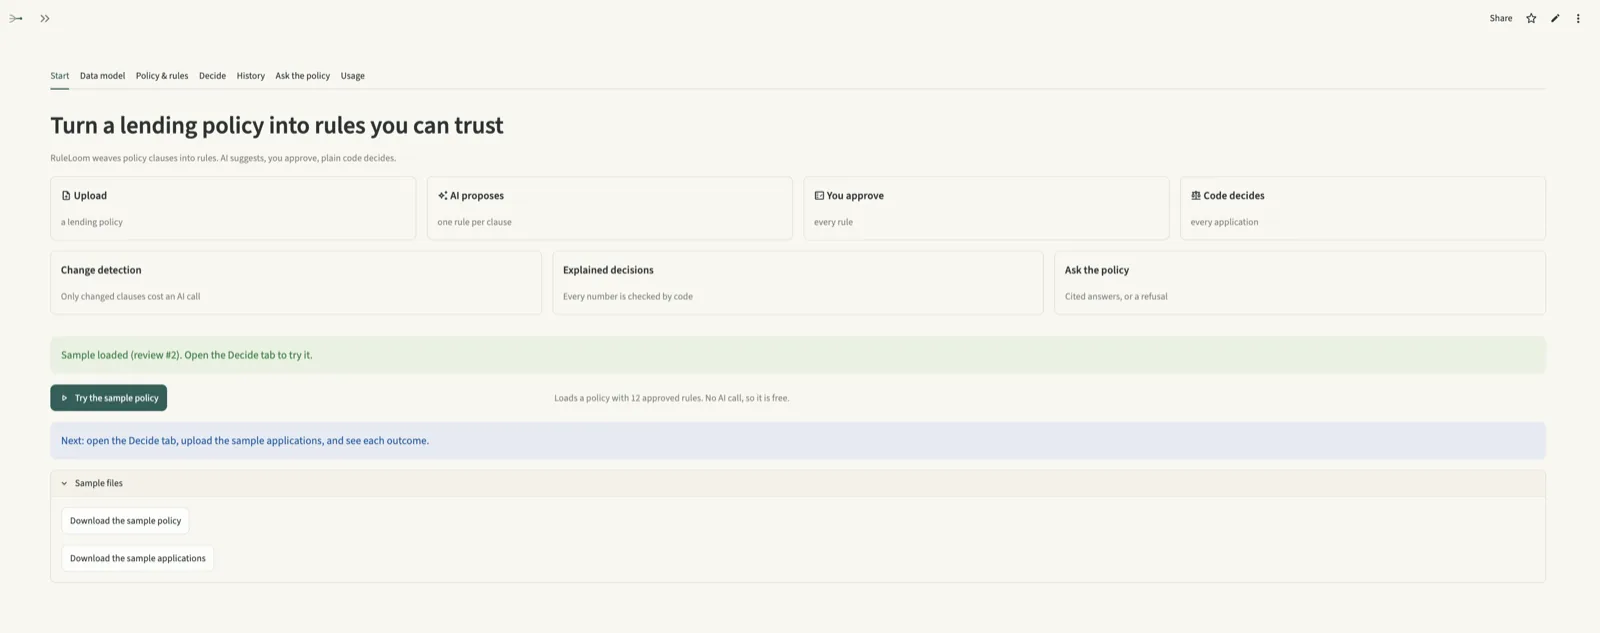 Share
Start Data model Policy & rules Decide History Ask the policy Usage
Turn a lending policy into rules you can trust
RuleLoom weaves policy clauses into rules. AI suggests, you approve, plain code decides.
Upload
a lending policy
AI proposes
one rule per clause
You approve
every rule
Code decides
every application
Change detection
Only changed clauses cost an AI call
Explained decisions
Every number is checked by code
Ask the policy
Cited answers, or a refusal
Sample loaded (review #2). Open the Decide tab to try it.
Try the sample policy
Loads a policy with 12 approved rules. No AI call, so it is free.
Next: open the Decide tab, upload the sample applications, and see each outcome.
Sample files
Download the sample policy
Download the sample applications